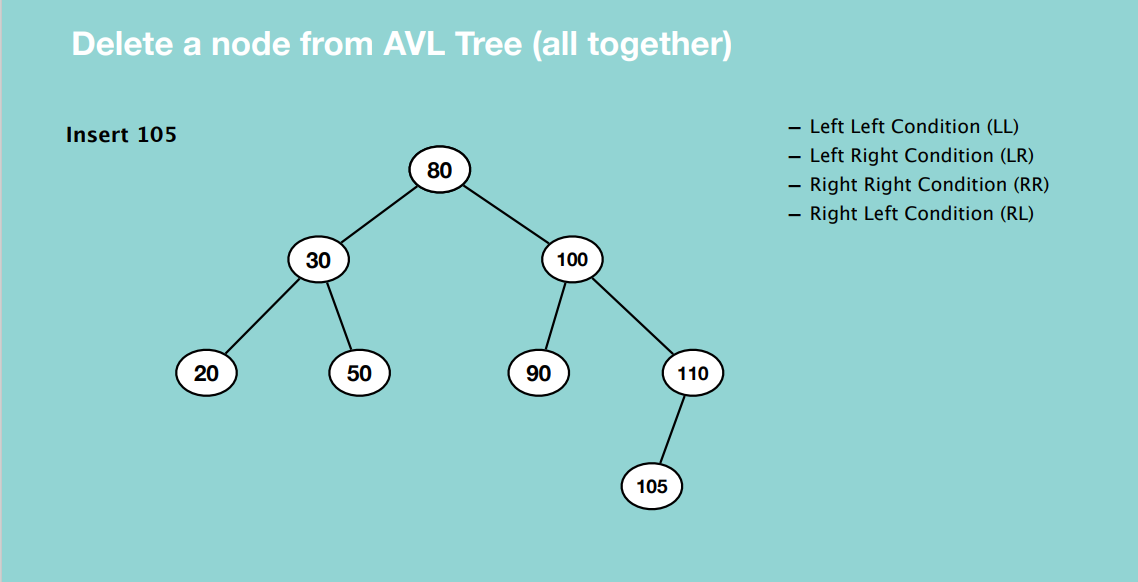 Delete a node from AVL Tree (all together)
Insert 105
– Left Left Condition (LL)
– Left Right Condition (LR)
– Right Right Condition (RR)
– Right Left Condition (RL)
80
30
100
20
50
90
110
105